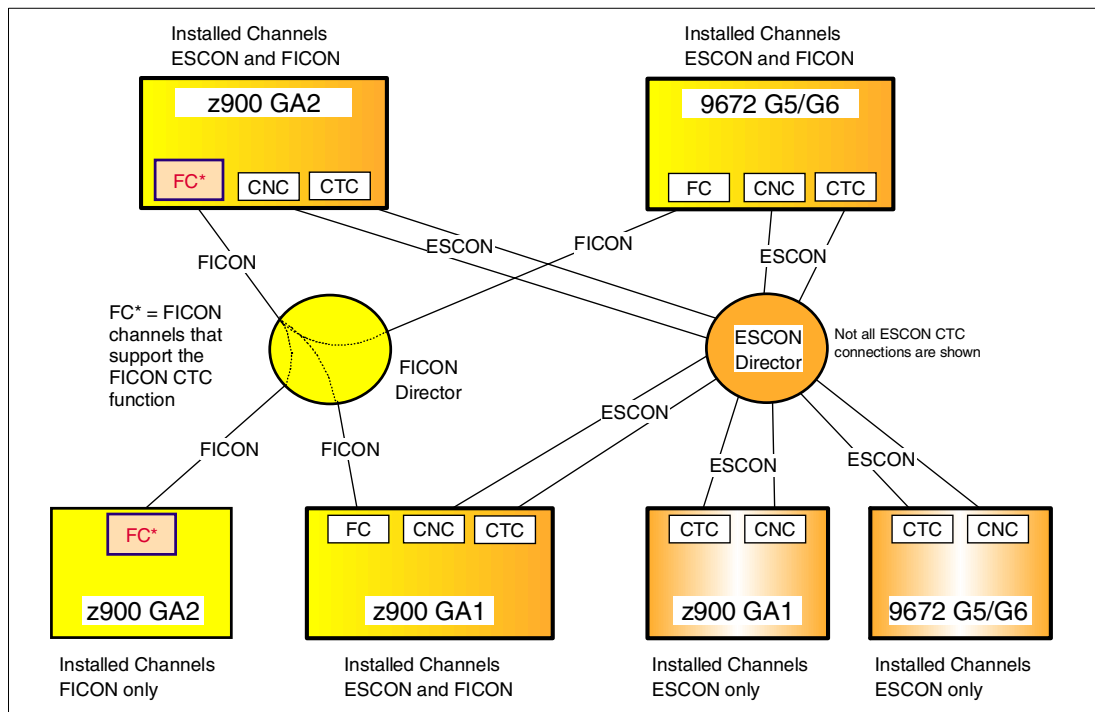 Installed Channels
ESCON and FICON
Installed Channels
ESCON and FICON
z900 GA2
9672 G5/G6
FC*
CNC
CTC
FC
CNC
CTC
ESCON
FICON
ESCON
FICON
FC* = FICON
channels that
support the
FICON CTC
function
FICON
Director
ESCON
Director
Not all ESCON CTC
connections are shown
FICON
FICON
ESCON
ESCON
ESCON
FC*
FC
CNC
CTC
CTC
CNC
CTC
CNC
z900 GA2
z900 GA1
z900 GA1
9672 G5/G6
Installed Channels
FICON only
Installed Channels
ESCON and FICON
Installed Channels
ESCON only
Installed Channels
ESCON only